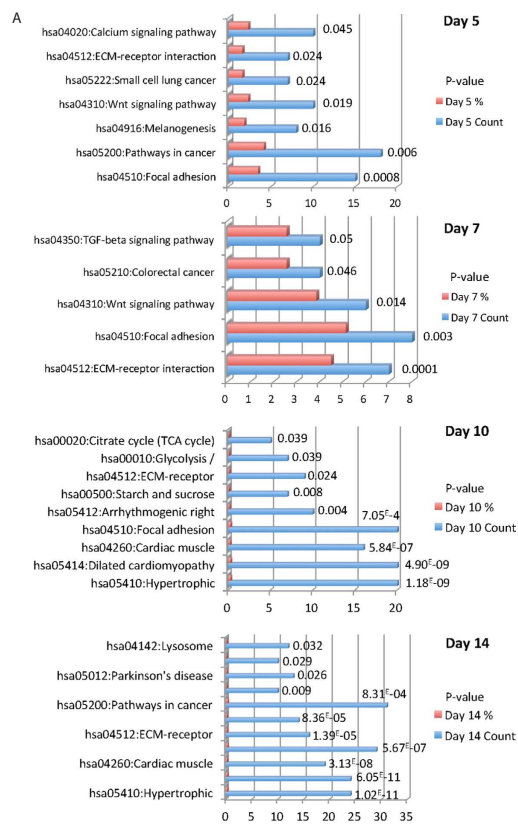 A
Day 5
hsa04020:Calcium signaling pathway 0.045
hsa04512:ECM-receptor interaction 0.024
hsa05222:Small cell lung cancer 0.024
hsa04310:Wnt signaling pathway 0.019
hsa04916:Melanogenesis 0.016
hsa05200:Pathways in cancer 0.006
hsa04510:Focal adhesion 0.0008
P-value
Day 5 %
Day 5 Count
0 5 10 15 20
Day 7
hsa04350:TGF-beta signaling pathway 0.05
hsa05210:Colorectal cancer 0.046
hsa04310:Wnt signaling pathway 0.014
hsa04510:Focal adhesion 0.003
hsa04512:ECM-receptor interaction 0.0001
P-value
Day 7 %
Day 7 Count
0 1 2 3 4 5 6 7 8
Day 10
hsa00020:Citrate cycle (TCA cycle) 0.039
hsa00010:Glycolysis / 0.039
hsa04512:ECM-receptor 0.024
hsa00500:Starch and sucrose 0.008
hsa05412:Arrhythmogenic right 0.004
hsa04510:Focal adhesion 7.05ᴱ-4
hsa04260:Cardiac muscle 5.84ᴱ-07
hsa05414:Dilated cardiomyopathy 4.90ᴱ-09
hsa05410:Hypertrophic 1.18ᴱ-09
P-value
Day 10 %
Day 10 Count
0 5 10 15 20
Day 14
hsa04142:Lysosome 0.032
0.029
hsa05012:Parkinson's disease 0.026
0.009
hsa05200:Pathways in cancer 8.31ᴱ-04
8.36ᴱ-05
hsa04512:ECM-receptor 1.39ᴱ-05
5.67ᴱ-07
hsa04260:Cardiac muscle 3.13ᴱ-08
6.05ᴱ-11
hsa05410:Hypertrophic 1.02ᴱ-11
P-value
Day 14 %
Day 14 Count
0 5 10 15 20 25 30 35